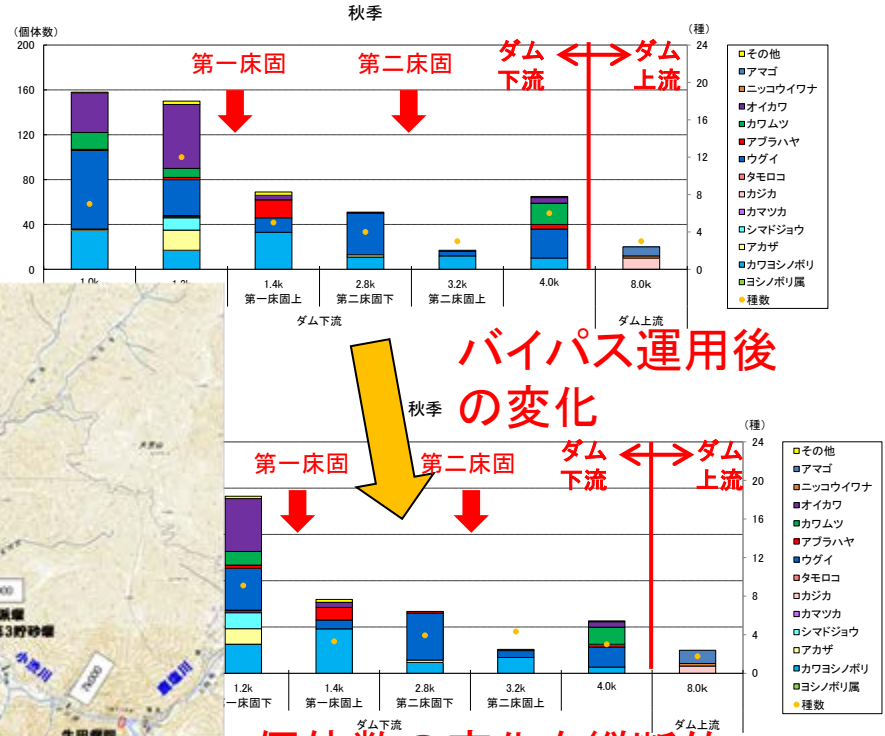 秋季
(個体数)
(種)
200
160
120
80
40
0
24
20
16
12
8
4
0
第一床固
第二床固
ダム
下流
ダム
上流
その他
アマゴ
ニッコウイワナ
オイカワ
カワムツ
アブラハヤ
ウグイ
タモロコ
カジカ
カマツカ
シマドジョウ
アカザ
カワヨシノボリ
ヨシノボリ属
種数
1.4k
第一床固上
2.8k
第二床固下
3.2k
第二床固上
4.0k
8.0k
ダム下流
ダム上流
バイパス運用後
の変化
秋季
(種)
24
20
16
12
8
4
0
第一床固
第二床固
ダム
下流
ダム
上流
その他
アマゴ
ニッコウイワナ
オイカワ
カワムツ
アブラハヤ
ウグイ
タモロコ
カジカ
カマツカ
シマドジョウ
アカザ
カワヨシノボリ
ヨシノボリ属
種数
1.2k
一床固下
1.4k
第一床固上
2.8k
第二床固下
3.2k
第二床固上
4.0k
8.0k
ダム下流
ダム上流
小渋川